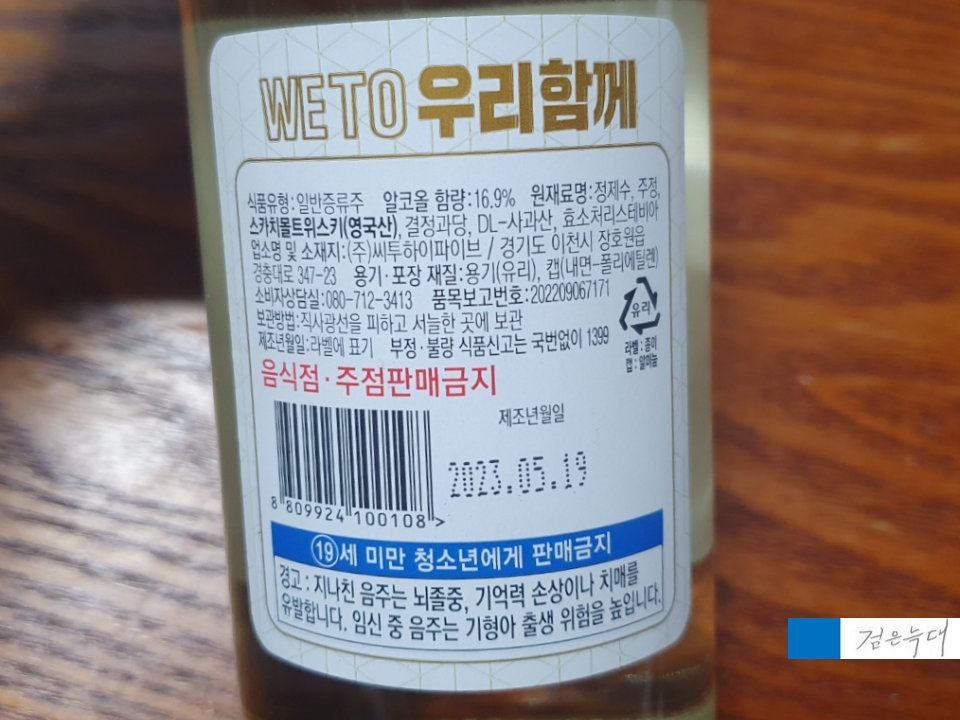 WE TO 우리함께
식품유형:일반증류주 알코올 함량:16.9% 원재료명:정제수, 주정,
스카치몰트위스키(영국산), 결정과당, DL-사과산, 효소처리스테비아
업소명 및 소재지:(주)씨투하이파이브 / 경기도 이천시 장호원읍
경충대로 347-23 용기·포장 재질:용기(유리), 캡(내면-폴리에틸렌)
소비자상담실:080-712-3413 품목보고번호:202209067171
보관방법:직사광선을 피하고 서늘한 곳에 보관
제조년월일:라벨에 표기 부정·불량 식품신고는 국번없이 1399
유리
라벨:종이
캡:알미늄
음식점·주점판매금지
제조년월일
2023.05.19
8 809924 100108 >
19세 미만 청소년에게 판매금지
경고 : 지나친 음주는 뇌졸중, 기억력 손상이나 치매를
유발합니다. 임신 중 음주는 기형아 출생 위험을 높입니다.
검은늑대